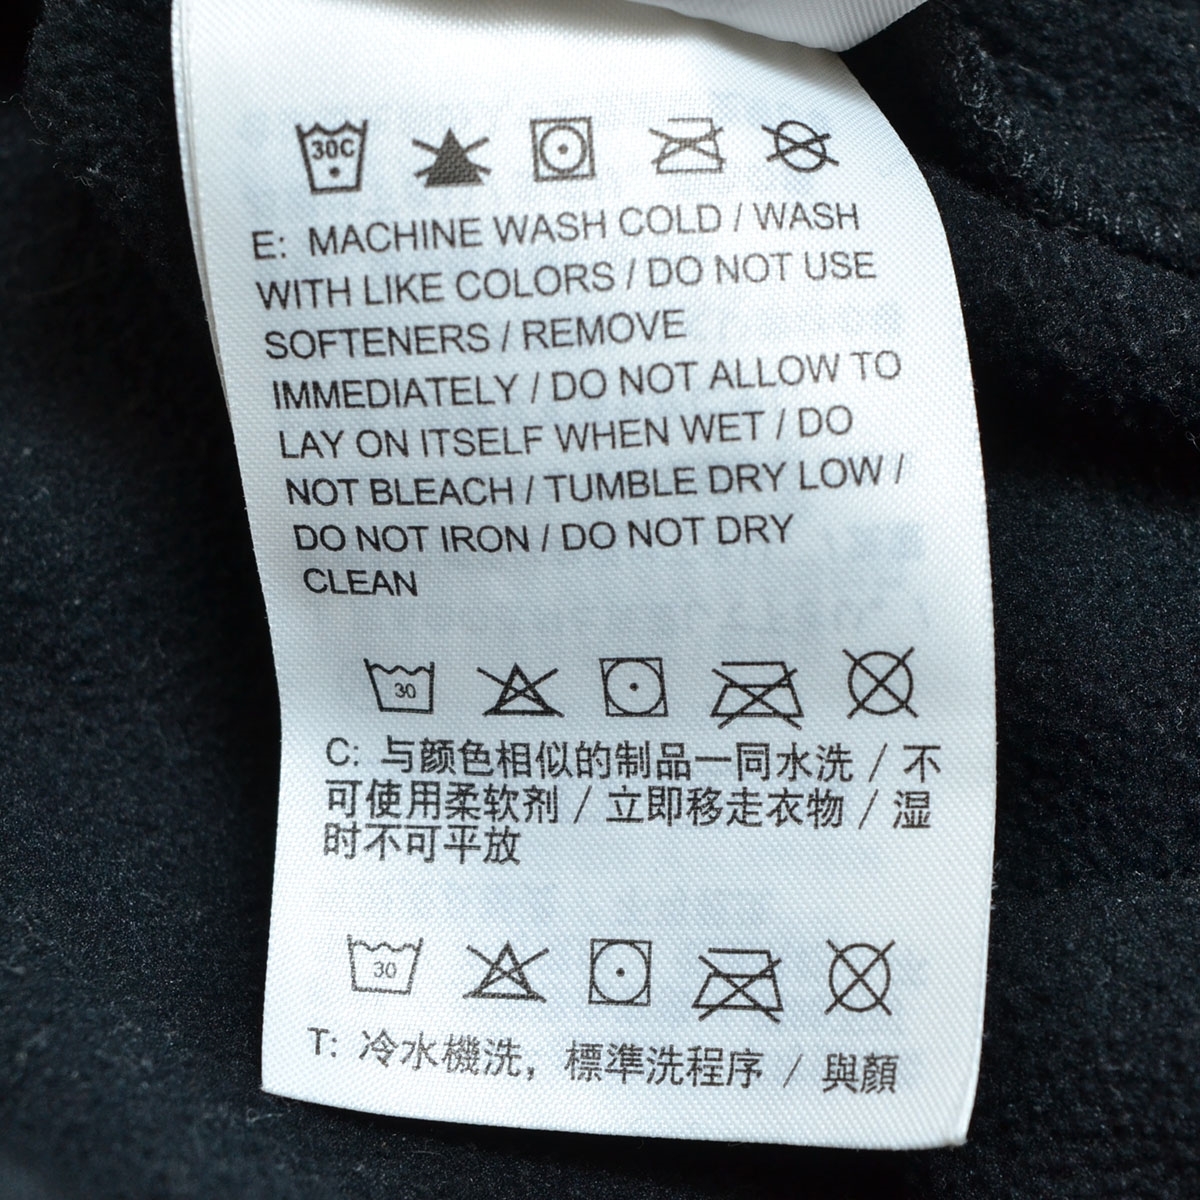 30C
E: MACHINE WASH COLD / WASH
WITH LIKE COLORS / DO NOT USE
SOFTENERS / REMOVE
IMMEDIATELY / DO NOT ALLOW TO
LAY ON ITSELF WHEN WET / DO
NOT BLEACH / TUMBLE DRY LOW /
DO NOT IRON / DO NOT DRY
CLEAN
30
C: 与颜色相似的制品一同水洗 / 不
可使用柔软剂 / 立即移走衣物 / 湿
时不可平放
30
T: 冷水機洗，標準洗程序 / 與顏